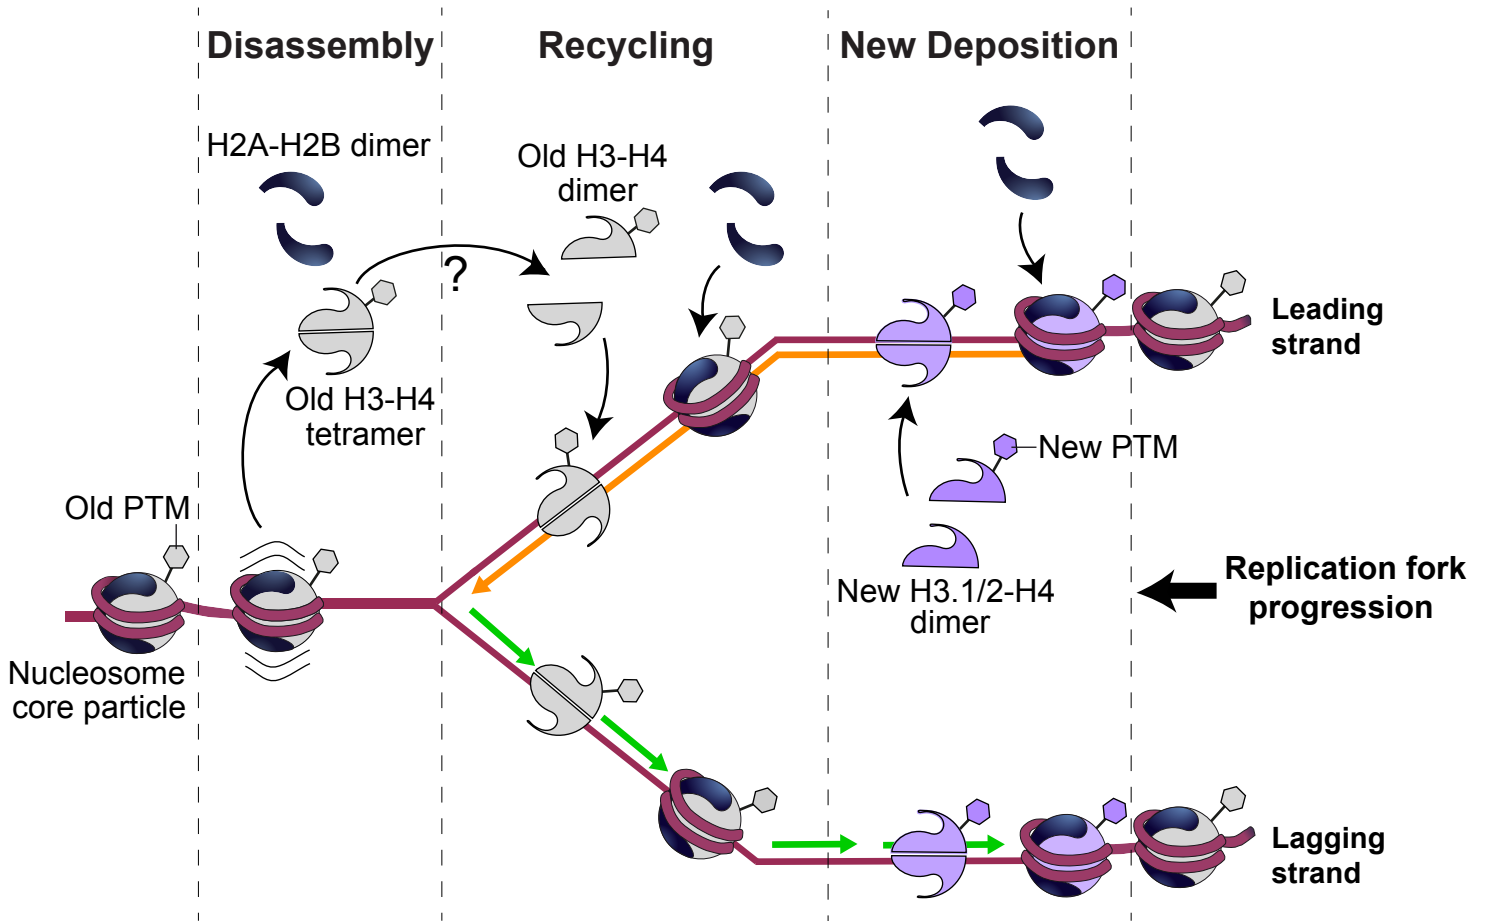 Disassembly
Recycling
New Deposition
H2A-H2B dimer
Old H3-H4
dimer
?
Old H3-H4
tetramer
Leading
strand
New PTM
Old PTM
New H3.1/2-H4
dimer
Replication fork
progression
Nucleosome
core particle
Lagging
strand